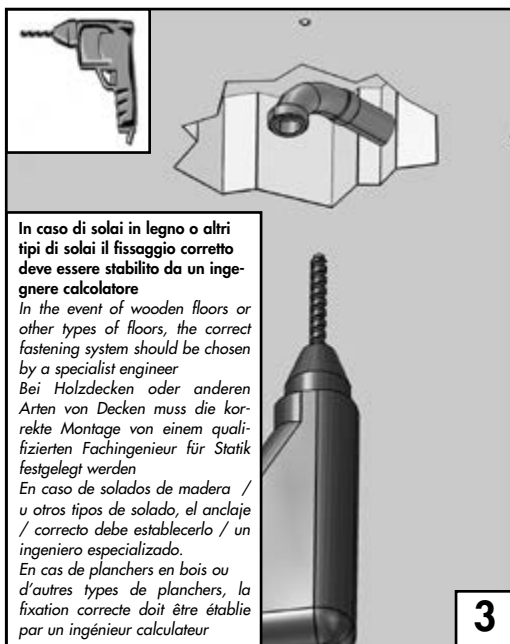 In caso di solai in legno o altri
tipi di solai il fissaggio corretto
deve essere stabilito da un inge-
gnere calcolatore
In the event of wooden floors or
other types of floors, the correct
fastening system should be chosen
by a specialist engineer
Bei Holzdecken oder anderen
Arten von Decken muss die kor-
rekte Montage von einem quali-
fizierten Fachingenieur für Statik
festgelegt werden
En caso de solados de madera /
u otros tipos de solado, el anclaje
/ correcto debe establecerlo / un
ingeniero especializado.
En cas de planchers en bois ou
d'autres types de planchers, la
fixation correcte doit être établie
par un ingénieur calculateur
3